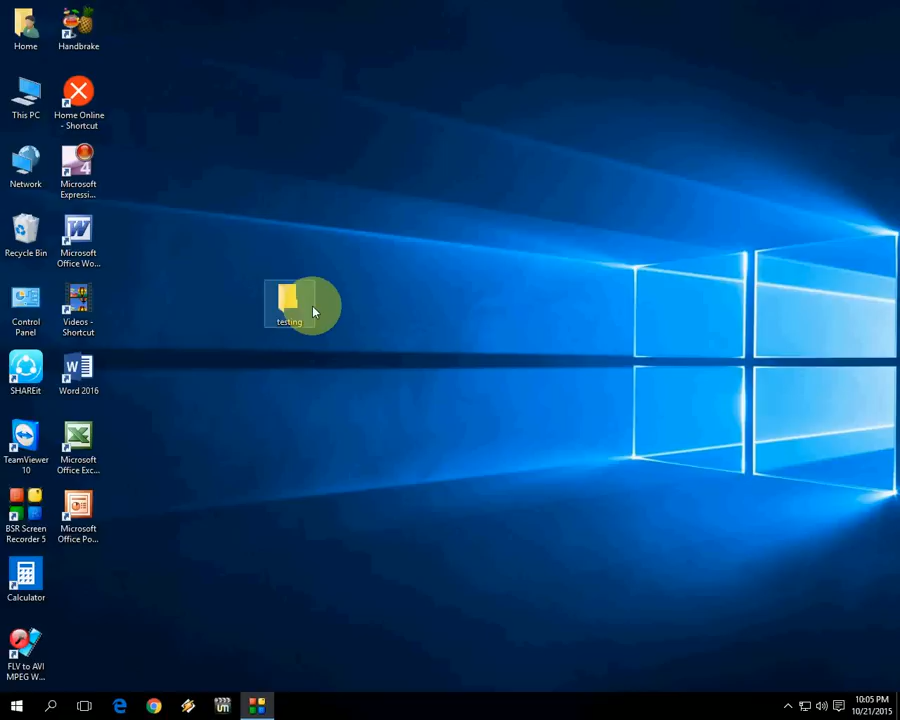 Home
Handbrake
This PC
Home Online
- Shortcut
Network
4
Microsoft
Expressi...
Recycle Bin
W
Microsoft
Office Wo...
Control
Panel
Videos -
Shortcut
testing
SHAREit
W
Word 2016
TeamViewer
10
Microsoft
Office Exc...
BSR Screen
Recorder 5
Microsoft
Office Po...
Calculator
FLV to AVI
MPEG W...
um
10:05 PM
10/21/2015